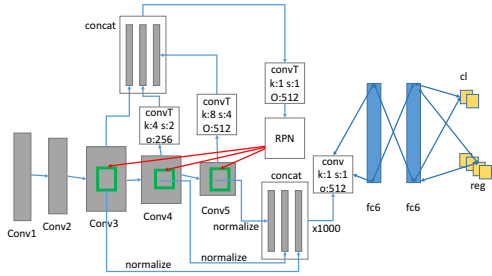 concat
convT
k:1 s:1
O:512
convT
k:4 s:2
o:256
convT
k:8 s:4
O:512
RPN
cl
conv
k:1 s:1
o:512
reg
concat
Conv1
Conv2
Conv3
Conv4
Conv5
normalize
x1000
fc6
fc6
normalize
normalize